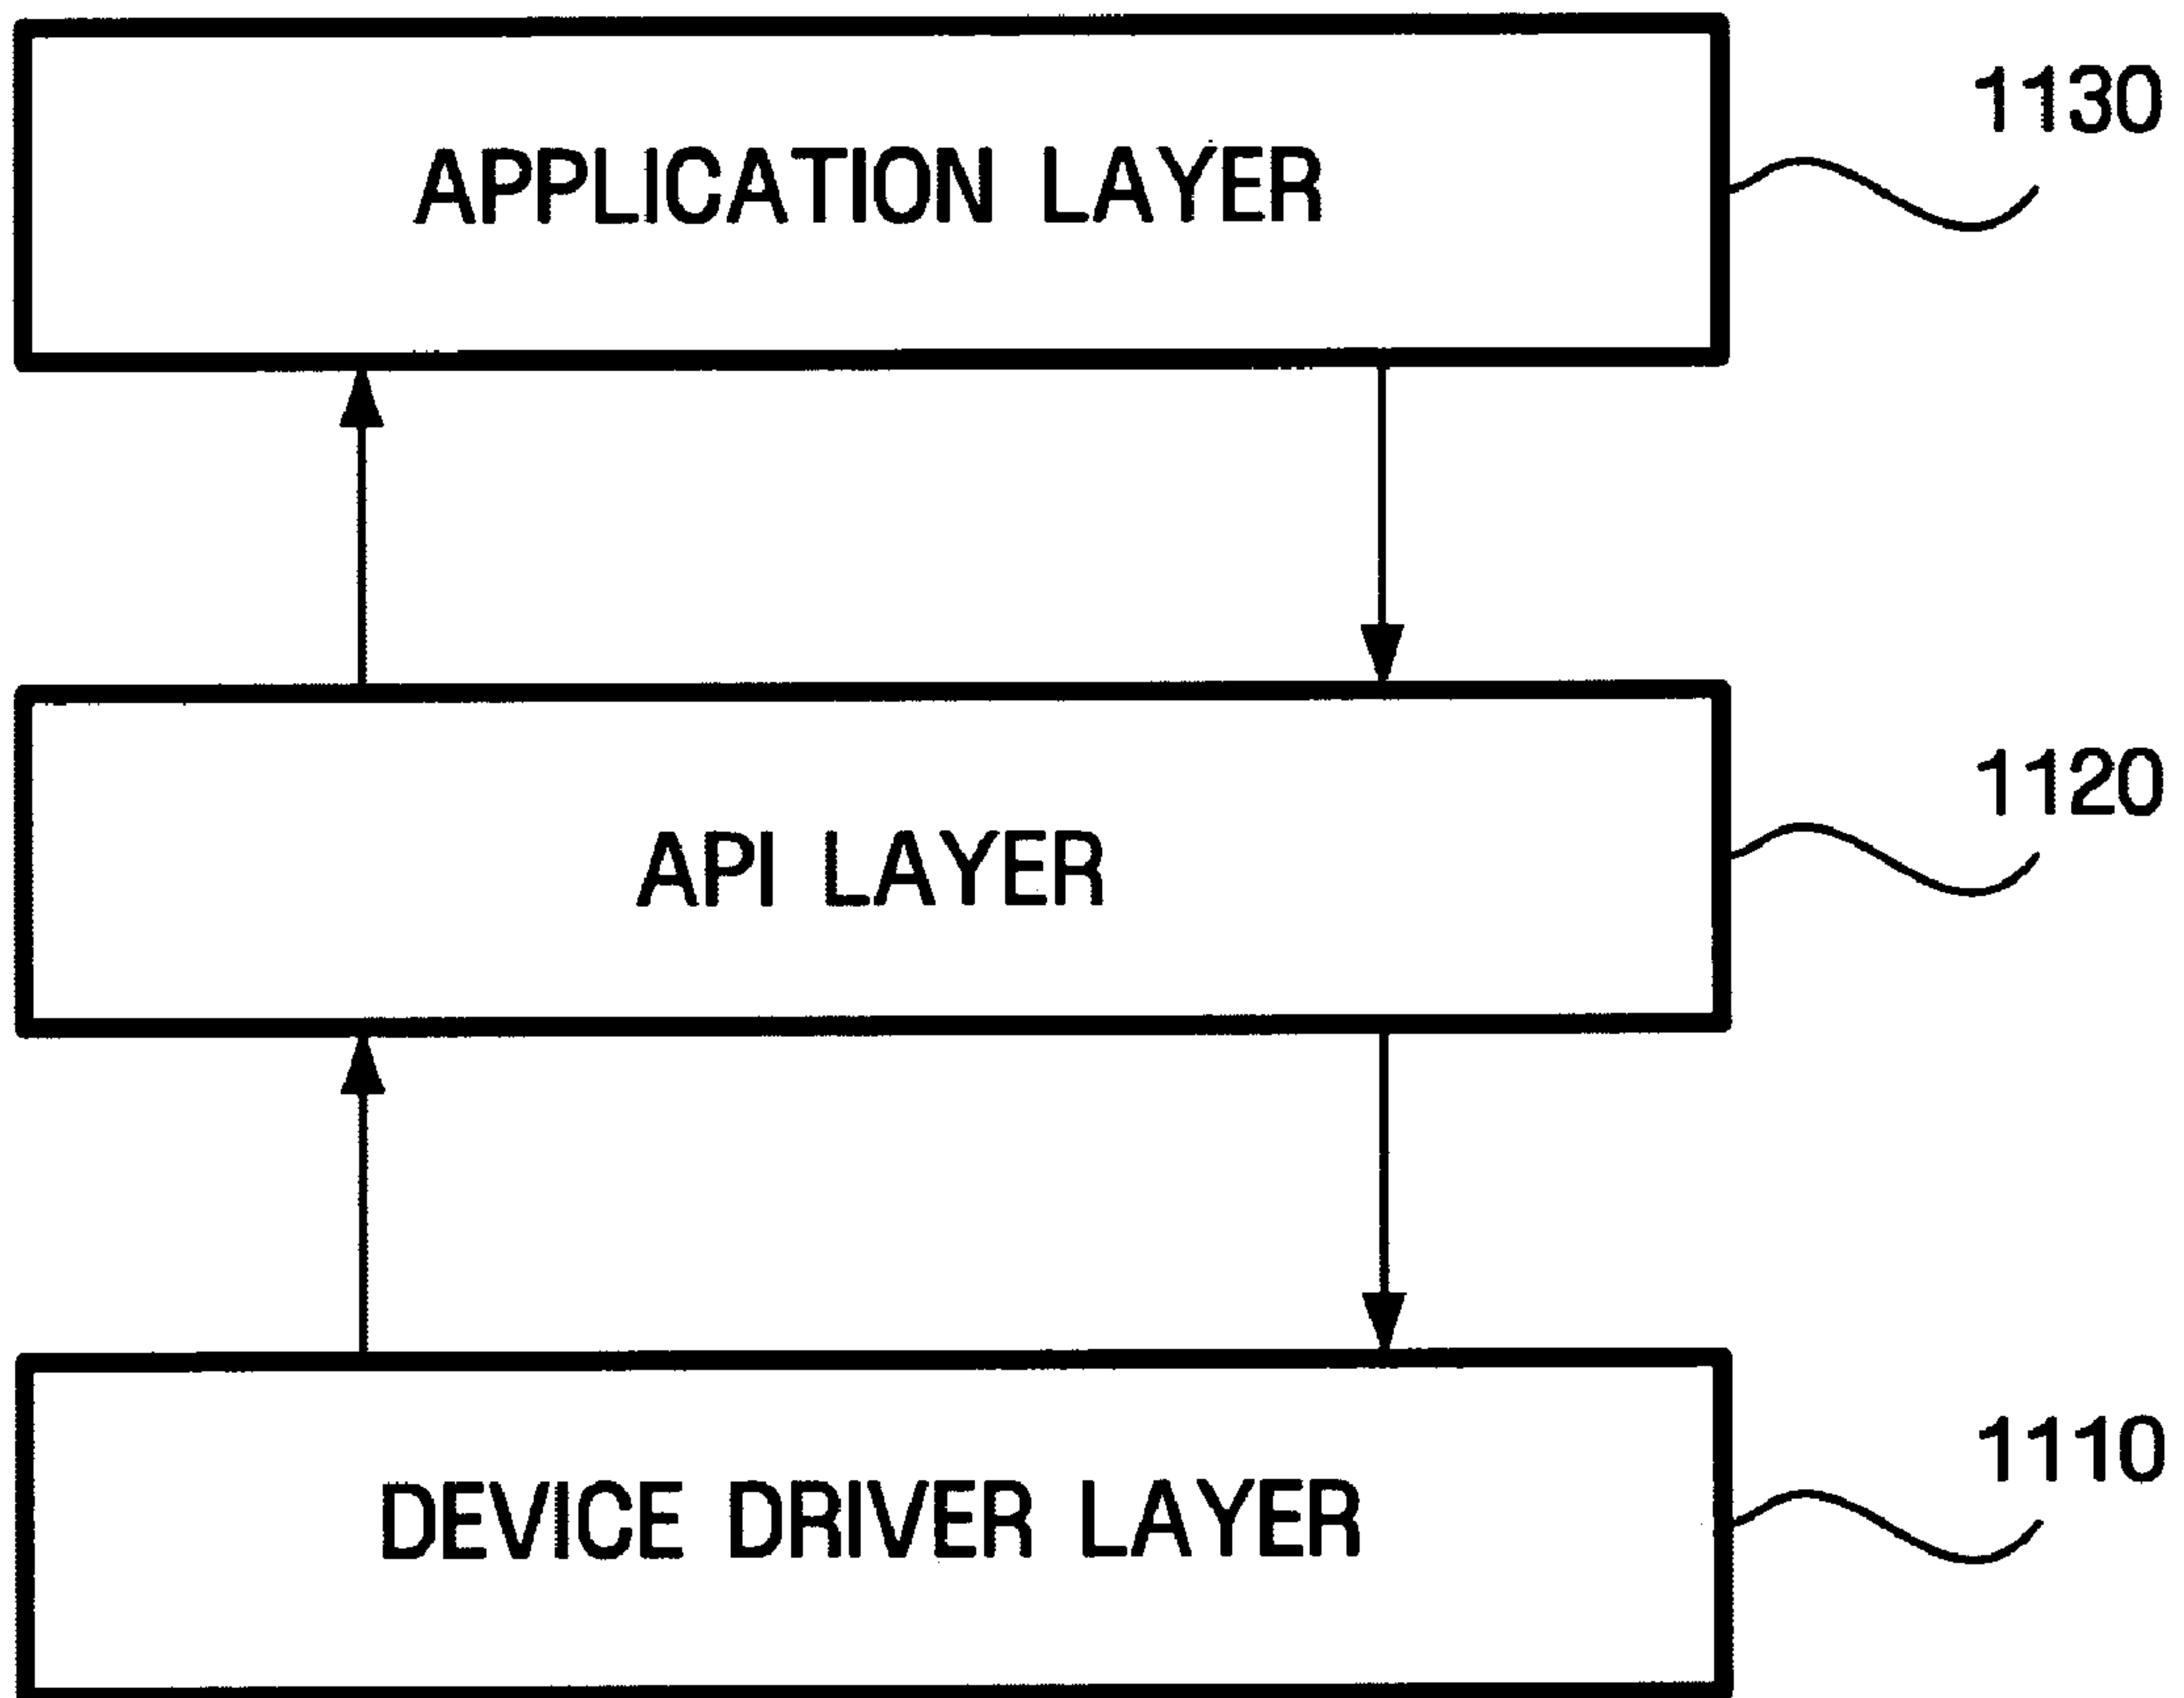 1130
APPLICATION LAYER
1120
API LAYER
1110
DEVICE DRIVER LAYER